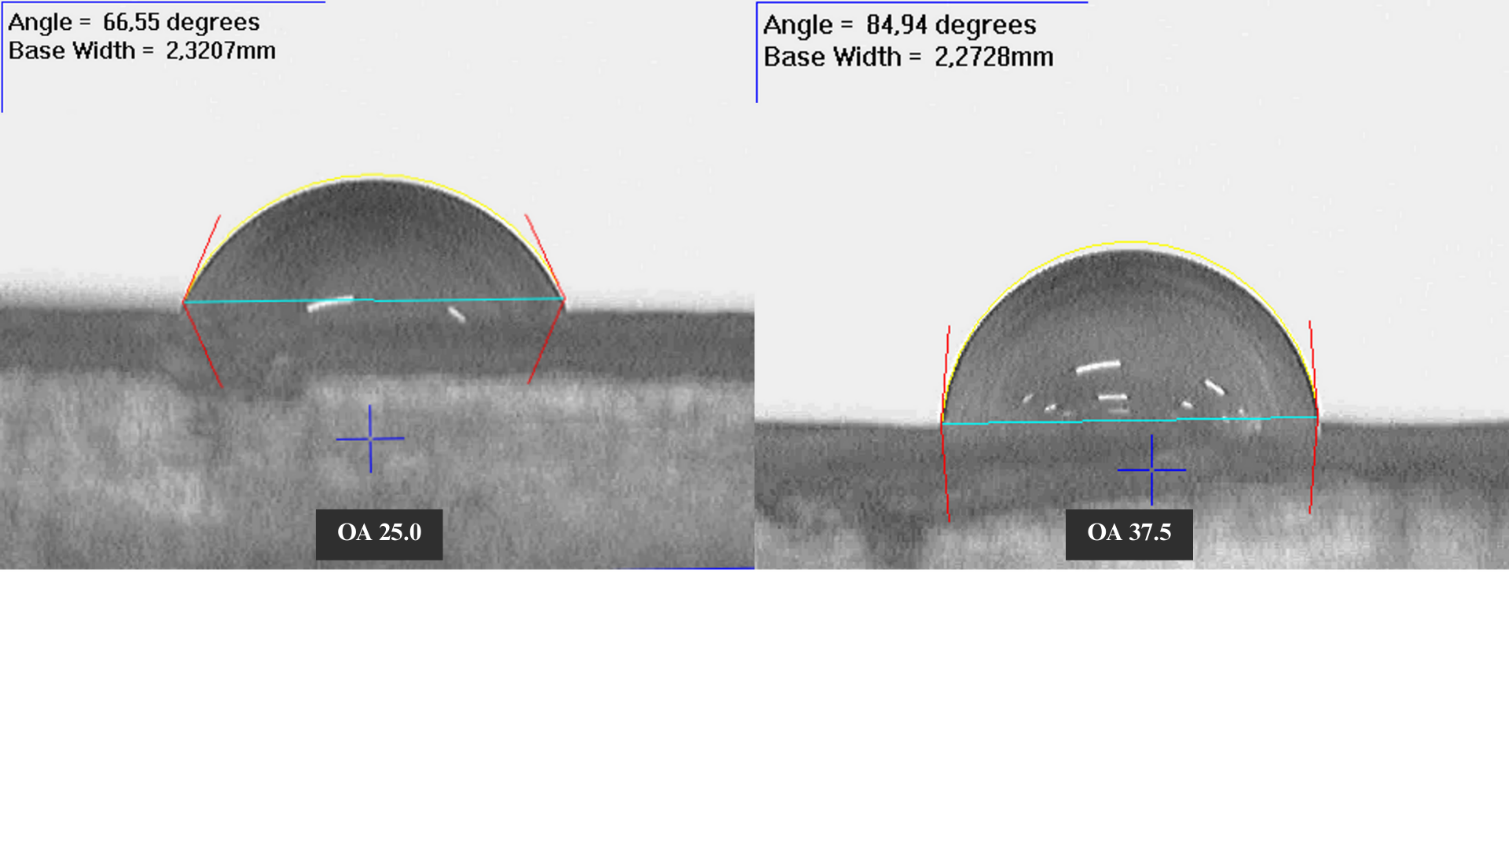 Angle = 66,55 degrees
Base Width = 2,3207mm
Angle = 84,94 degrees
Base Width = 2,2728mm
OA 25.0
OA 37.5